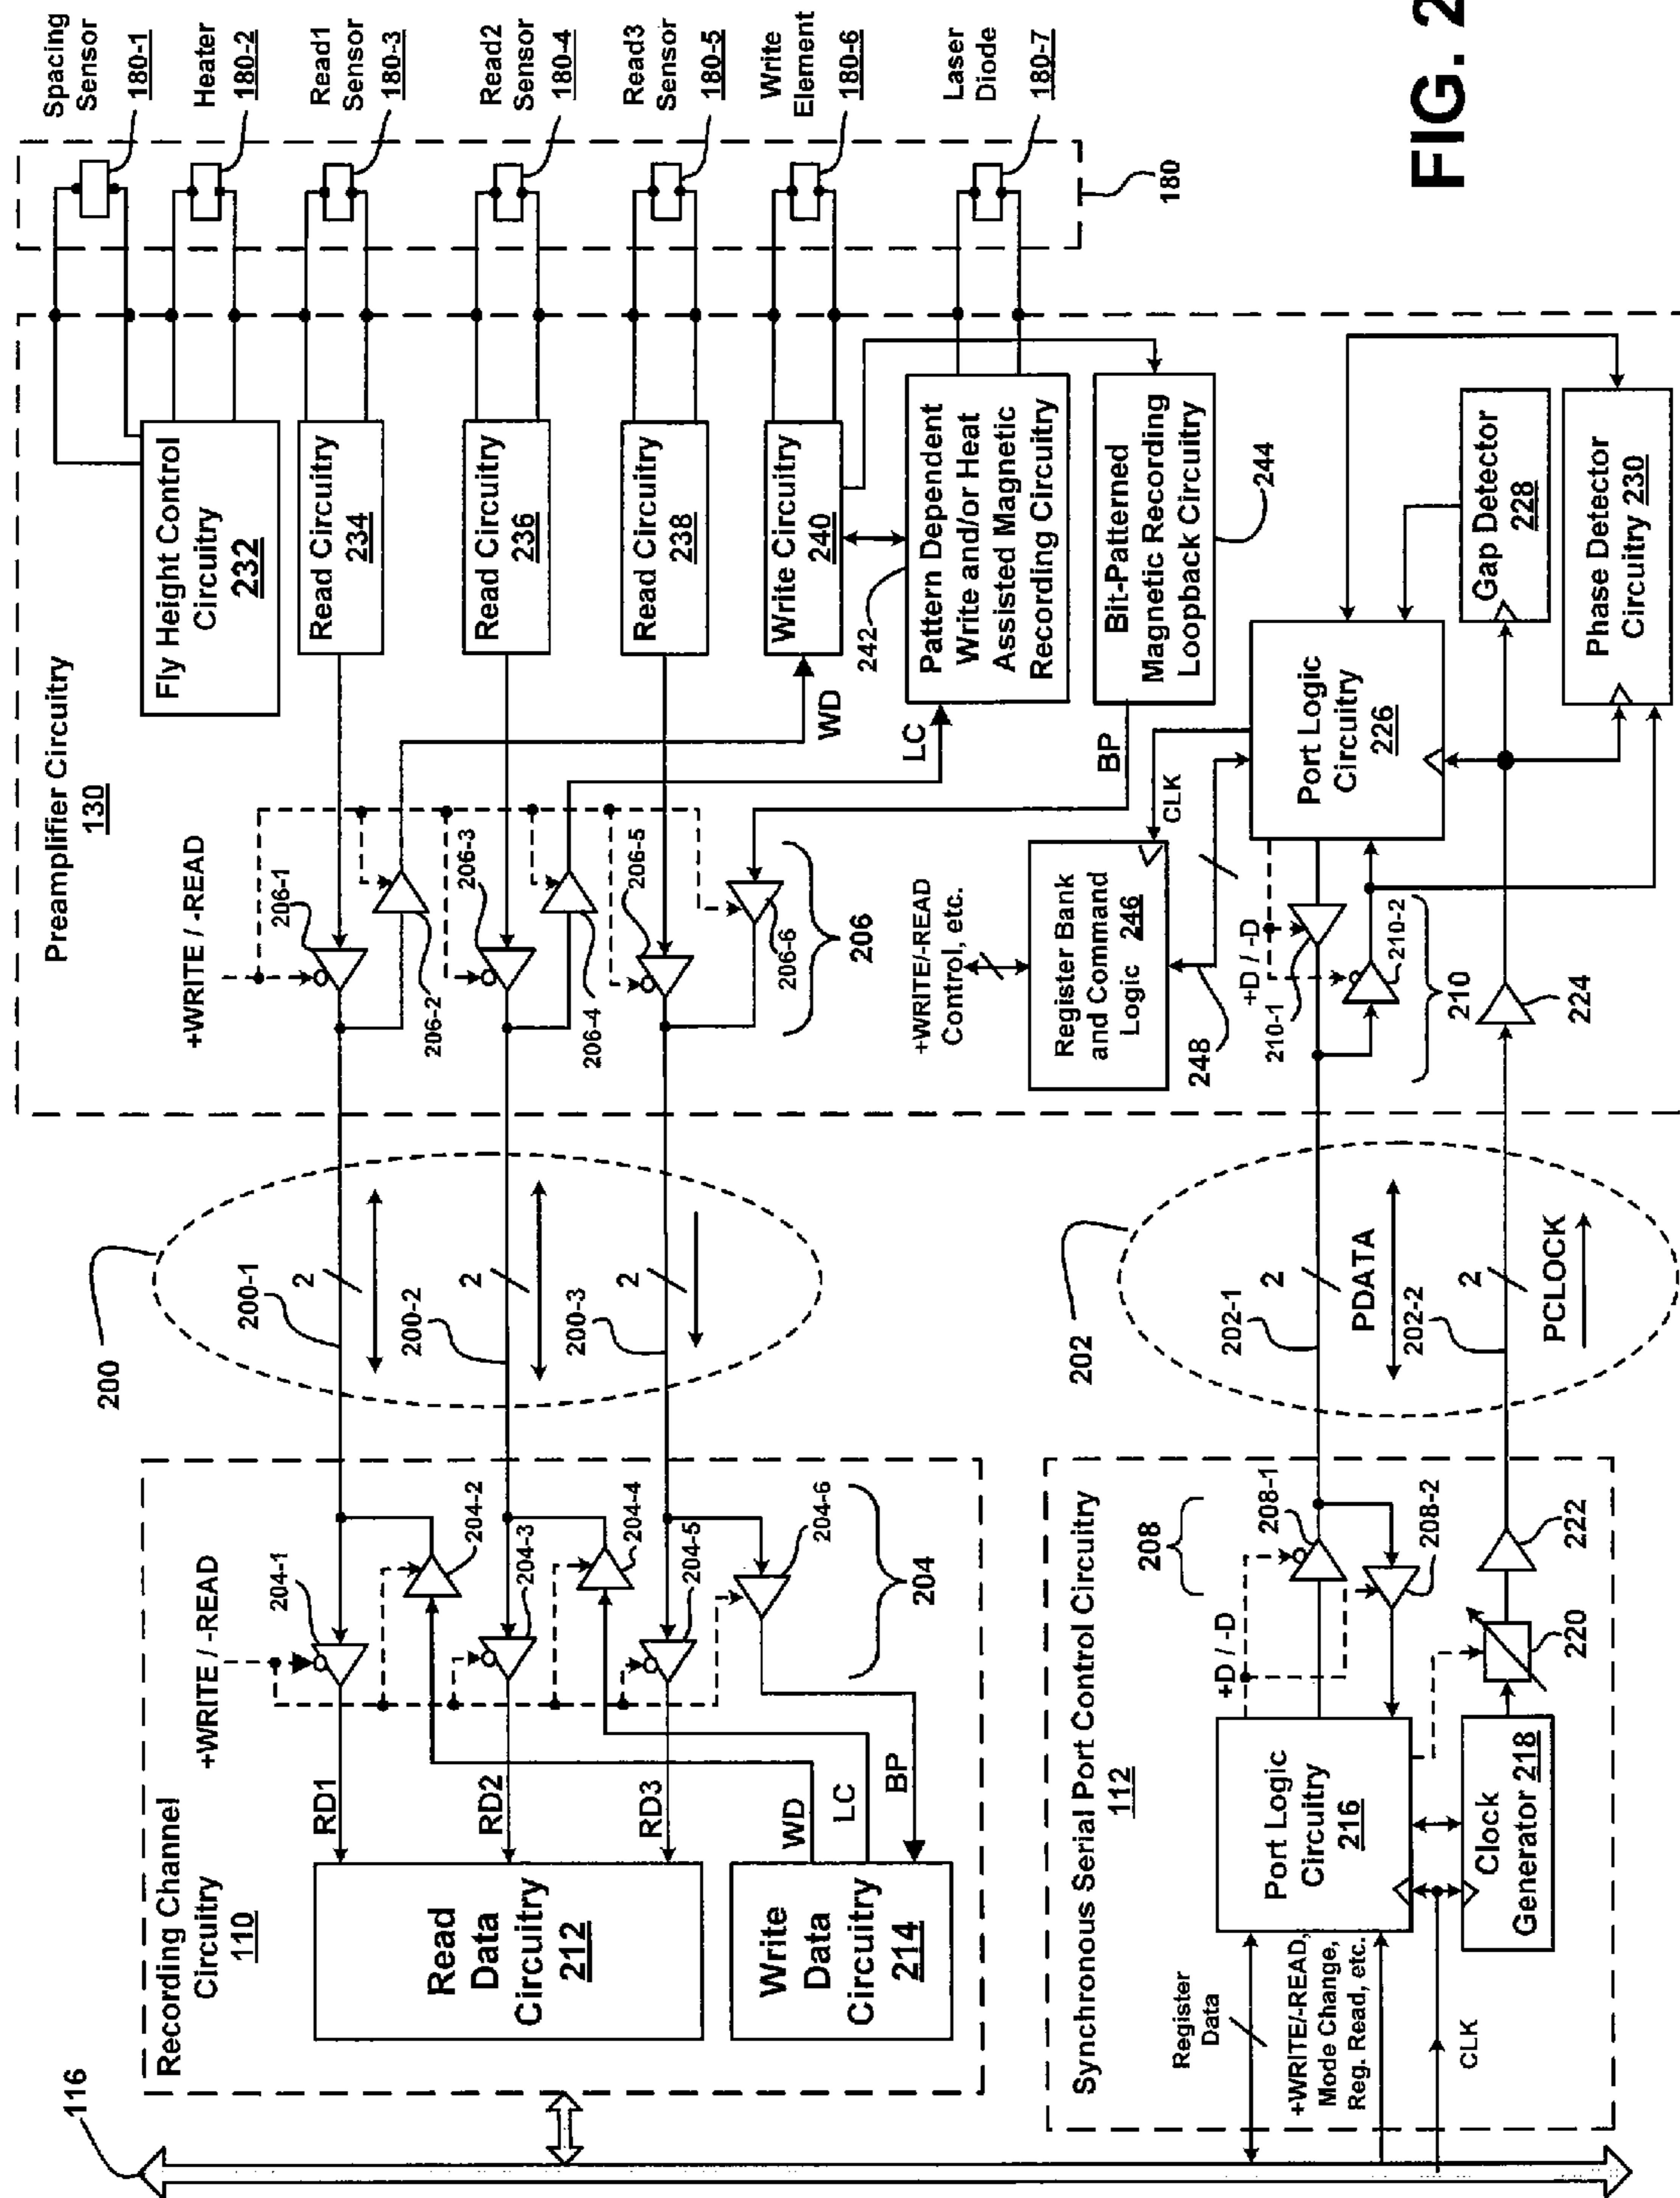 116
Recording Channel
Circuitry
110
Read
Data
Circuitry
212
Write
Data
Circuitry
214
RD1
RD2
RD3
WD
LC
BP
+WRITE / -READ
204-1
204-2
204-3
204-4
204-5
204-6
204
200
200-1
200-2
200-3
2
2
2
Preamplifier Circuitry
130
+WRITE / -READ
206-1
206-2
206-3
206-4
206-5
206-6
206
WD
LC
BP
Fly Height Control
Circuitry
232
Read Circuitry
234
Read Circuitry
236
Read Circuitry
238
Write Circuitry
240
242
Pattern Dependent
Write and/or Heat
Assisted Magnetic
Recording Circuitry
Bit-Patterned
Magnetic Recording
Loopback Circuitry
244
Spacing
Sensor
180-1
Heater
180-2
Read1
Sensor
180-3
Read2
Sensor
180-4
Read3
Sensor
180-5
Write
Element
180-6
Laser
Diode
180-7
180
Synchronous Serial Port Control Circuitry
112
Register
Data
+WRITE/-READ,
Mode Change,
Reg. Read, etc.
CLK
Port Logic
Circuitry
216
Clock
Generator 218
+D / -D
208
208-1
208-2
220
222
202
202-1
2
PDATA
202-2
2
PCLOCK
+WRITE/-READ
Control, etc.
Register Bank
and Command
Logic 246
CLK
248
+D / -D
210-1
210-2
210
224
Port Logic
Circuitry
226
Gap Detector
228
Phase Detector
Circuitry 230
FIG. 2